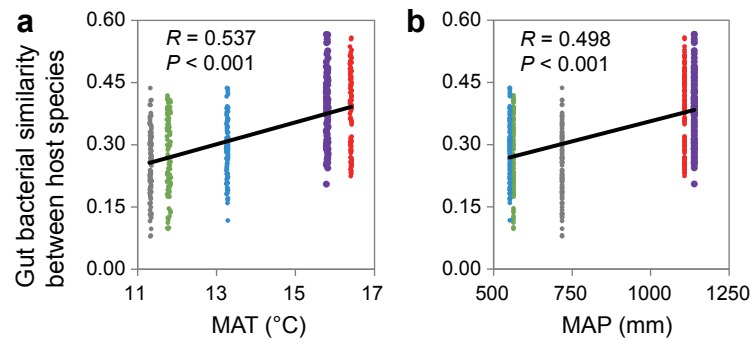 a
Gut bacterial similarity
between host species
0.60
0.45
0.30
0.15
0.00
R = 0.537
P < 0.001
11
13
15
17
MAT (°C)
b
0.60
0.45
0.30
0.15
0.00
R = 0.498
P < 0.001
500
750
1000
1250
MAP (mm)